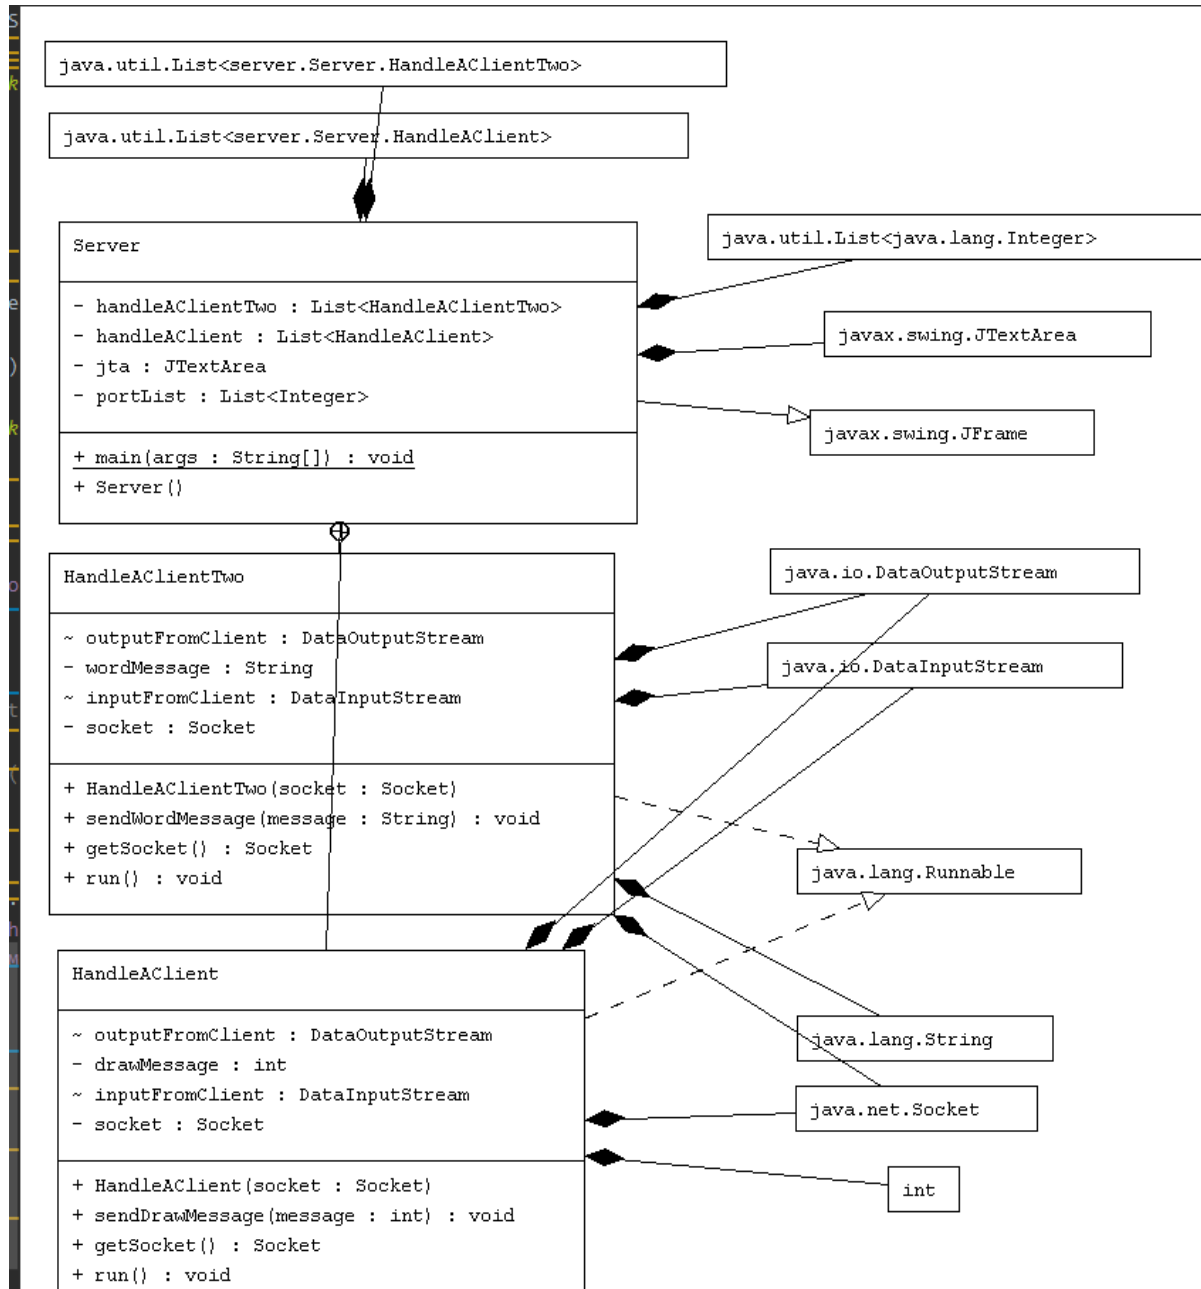 java.util.List<server.Server.HandleAClientTwo>
java.util.List<server.Server.HandleAClient>
Server
- handleAClientTwo : List<HandleAClientTwo>
- handleAClient : List<HandleAClient>
- jta : JTextArea
- portList : List<Integer>
+ main(args : String[]) : void
+ Server()
java.util.List<java.lang.Integer>
javax.swing.JTextArea
javax.swing.JFrame
HandleAClientTwo
~ outputFromClient : DataOutputStream
- wordMessage : String
~ inputFromClient : DataInputStream
- socket : Socket
+ HandleAClientTwo(socket : Socket)
+ sendWordMessage(message : String) : void
+ getSocket() : Socket
+ run() : void
java.io.DataOutputStream
java.io.DataInputStream
java.lang.Runnable
HandleAClient
~ outputFromClient : DataOutputStream
- drawMessage : int
~ inputFromClient : DataInputStream
- socket : Socket
+ HandleAClient(socket : Socket)
+ sendDrawMessage(message : int) : void
+ getSocket() : Socket
+ run() : void
java.lang.String
java.net.Socket
int